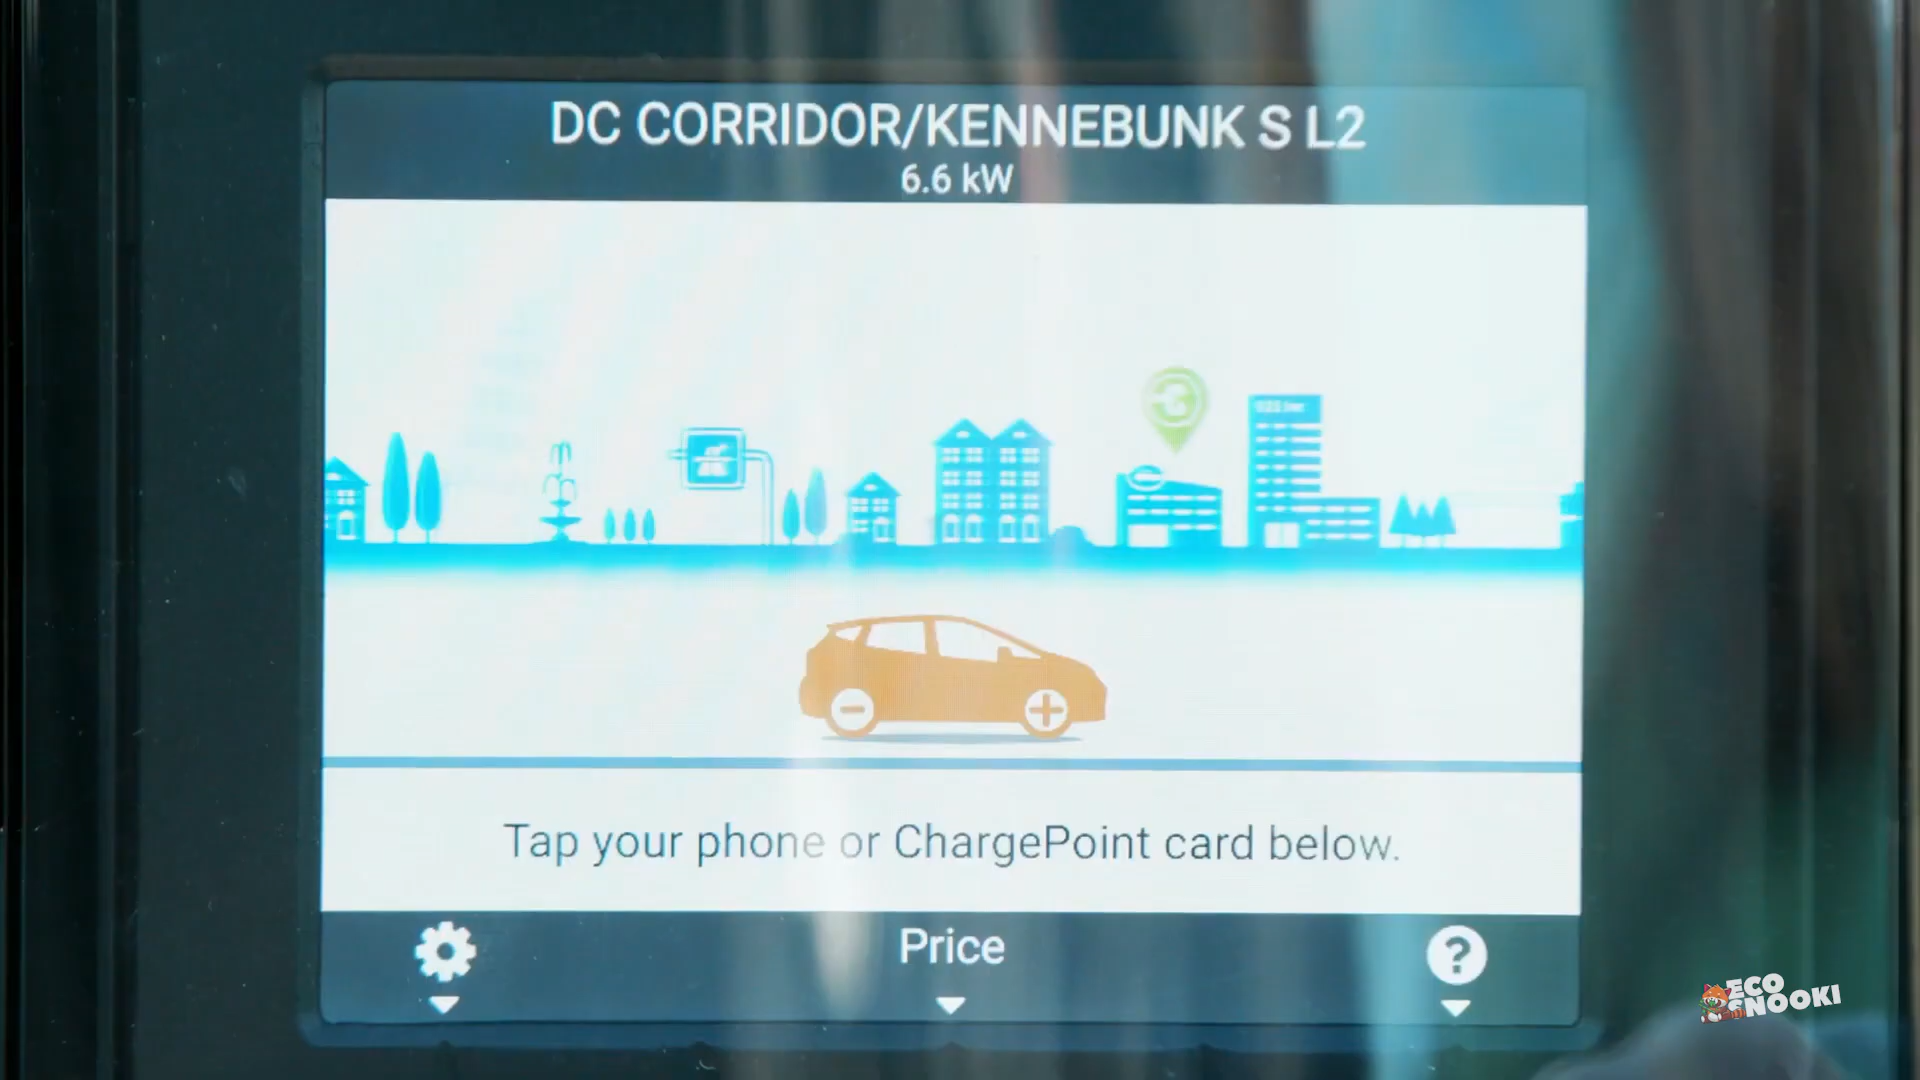 DC CORRIDOR/KENNEBUNK S L2
6.6 kW
Tap your phone or ChargePoint card below.
Price
?
ECO
SNOOKI